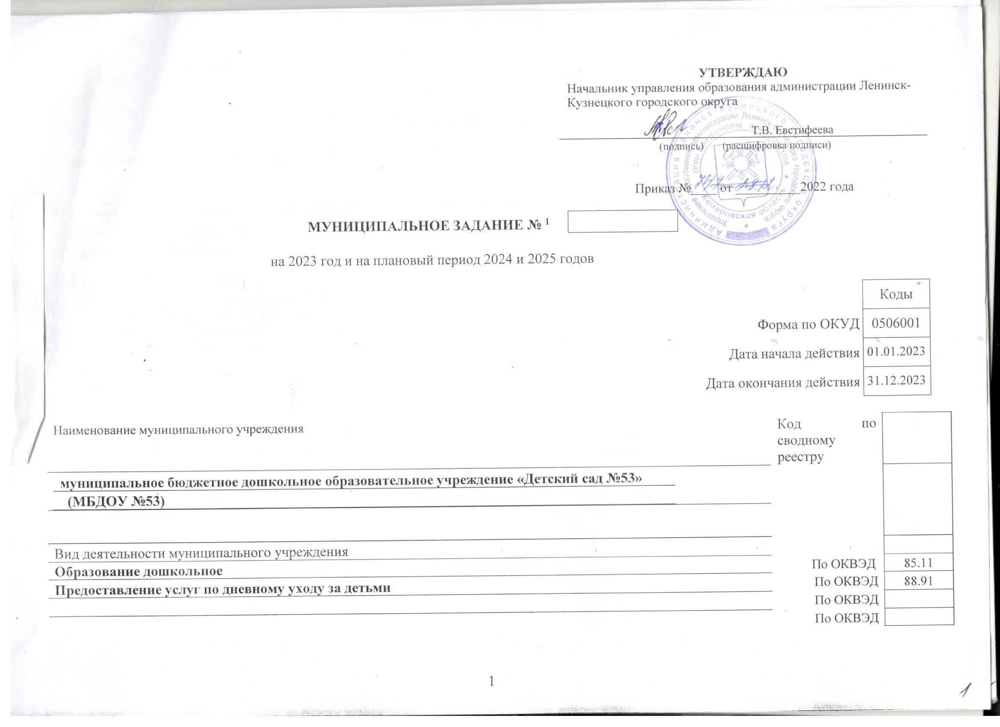 УТВЕРЖДАЮ
Начальник управления образования администрации Ленинск-
Кузнецкого городского округа
Т.В. Евстифеева
(подпись) (расшифровка подписи)
Приказ № от 28.12. 2022 года
Администрация Ленинск-Кузнецкого городского округа
Управление образования администрации Ленинск-Кузнецкого городского округа
Кемеровская область
МУНИЦИПАЛЬНОЕ ЗАДАНИЕ № 1
на 2023 год и на плановый период 2024 и 2025 годов
Коды
Форма по ОКУД 0506001
Дата начала действия 01.01.2023
Дата окончания действия 31.12.2023
Наименование муниципального учреждения
Код по
сводному
реестру
муниципальное бюджетное дошкольное образовательное учреждение «Детский сад №53»
(МБДОУ №53)
Вид деятельности муниципального учреждения
Образование дошкольное По ОКВЭД 85.11
Предоставление услуг по дневному уходу за детьми По ОКВЭД 88.91
По ОКВЭД
По ОКВЭД
1
1